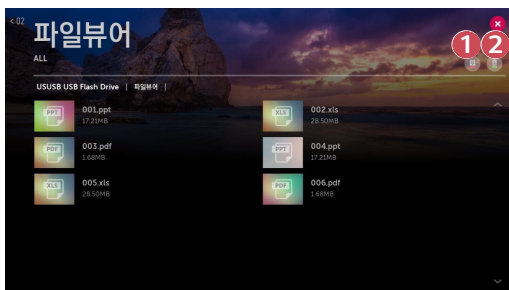 < 02
파일뷰어
ALL
1 2
USUSB USB Flash Drive | 파일뷰어 |
PPT 001.ppt
17.21MB
XLS 002.xls
28.50MB
PDF 003.pdf
1.68MB
PPT 004.ppt
17.21MB
XLS 005.xls
28.50MB
PDF 006.pdf
1.68MB